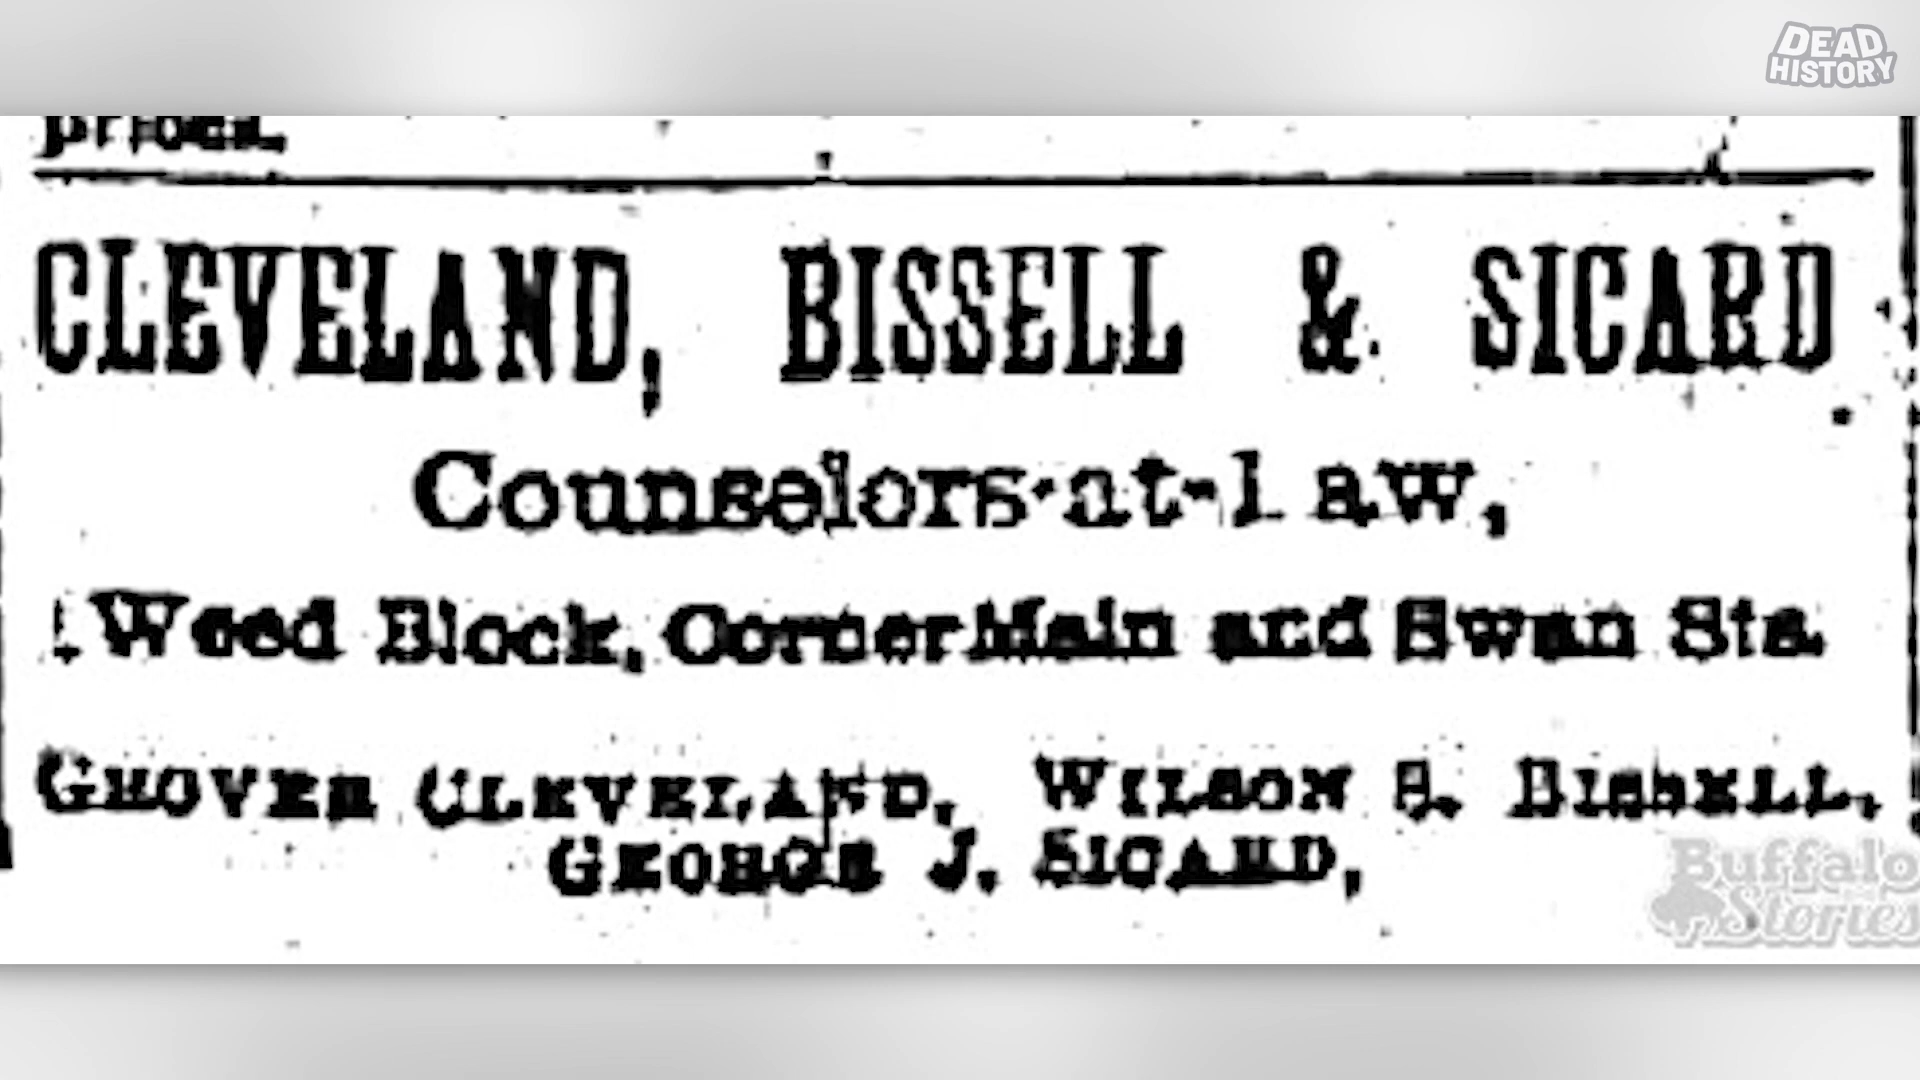 DEAD
HISTORY
prices.
CLEVELAND, BISSELL & SICARD
Counselors-at-Law,
Weed Block, Corner Main and Swan Sts.
GROVER CLEVELAND, WILSON S. BISSELL,
GEORGE J. SICARD,
Buffalo
Stories